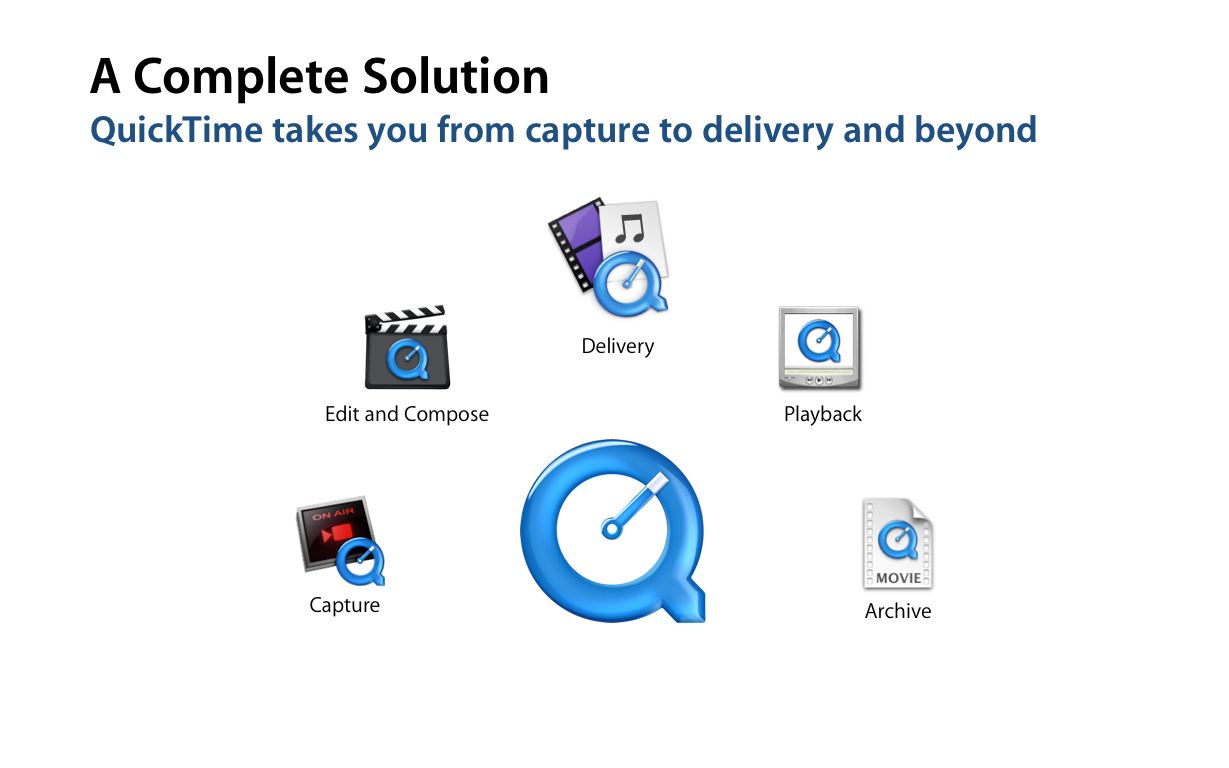 A Complete Solution
QuickTime takes you from capture to delivery and beyond
Delivery
Edit and Compose
Playback
ON AIR
Capture
MOVIE
Archive